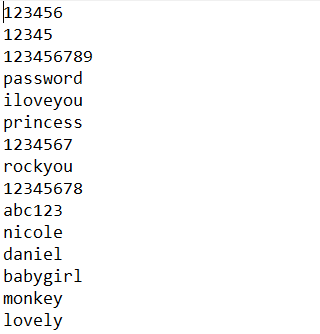 123456
12345
123456789
password
iloveyou
princess
1234567
rockyou
12345678
abc123
nicole
daniel
babygirl
monkey
lovely